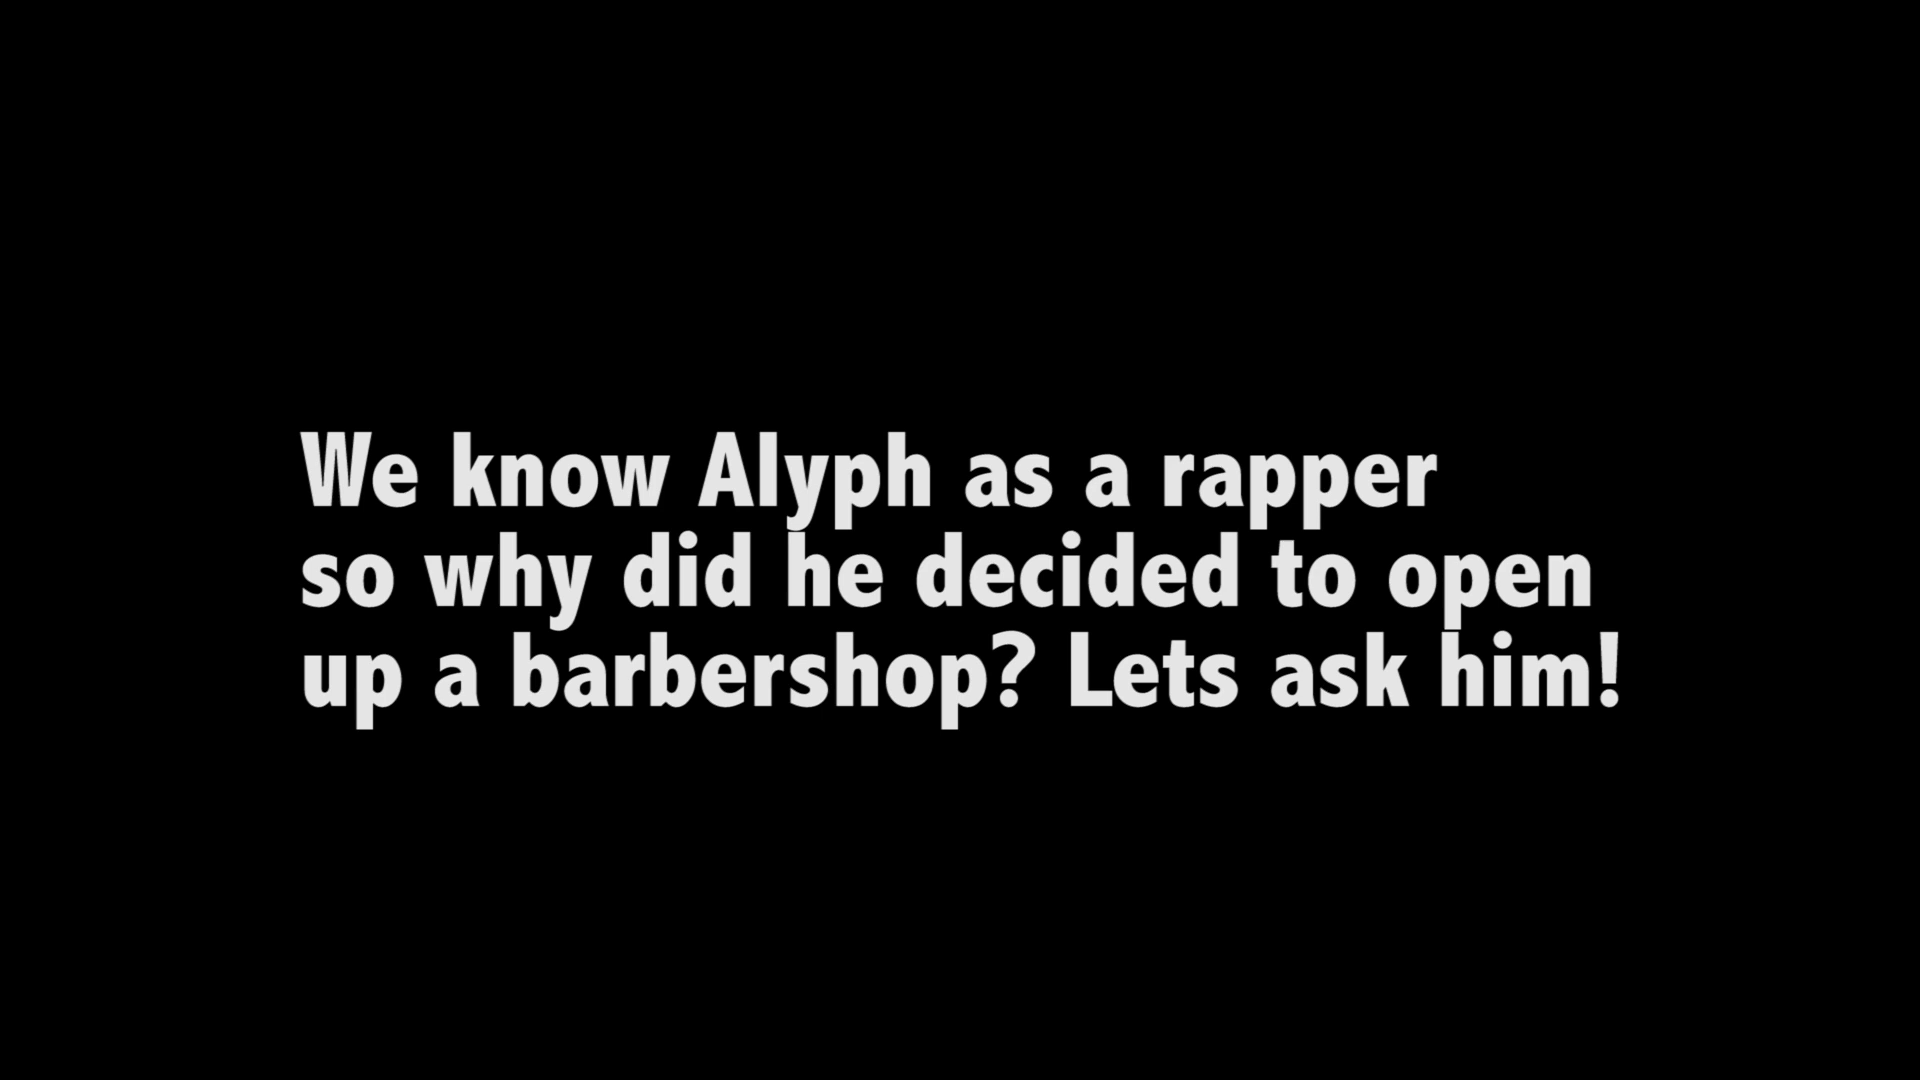 We know Alyph as a rapper
so why did he decided to open
up a barbershop? Lets ask him!